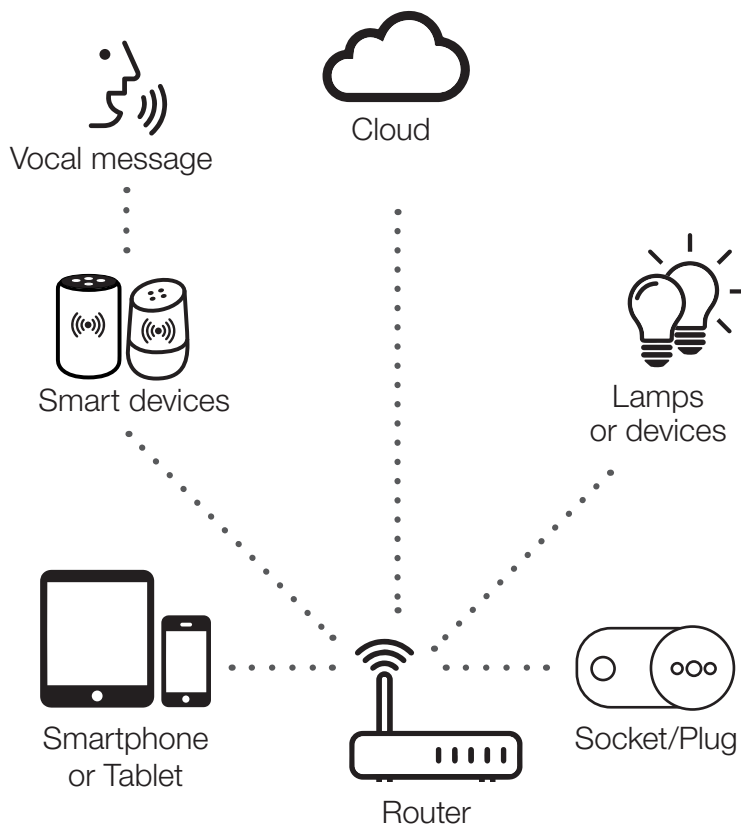 Vocal message
Cloud
Smart devices
Lamps
or devices
Smartphone
or Tablet
Socket/Plug
Router